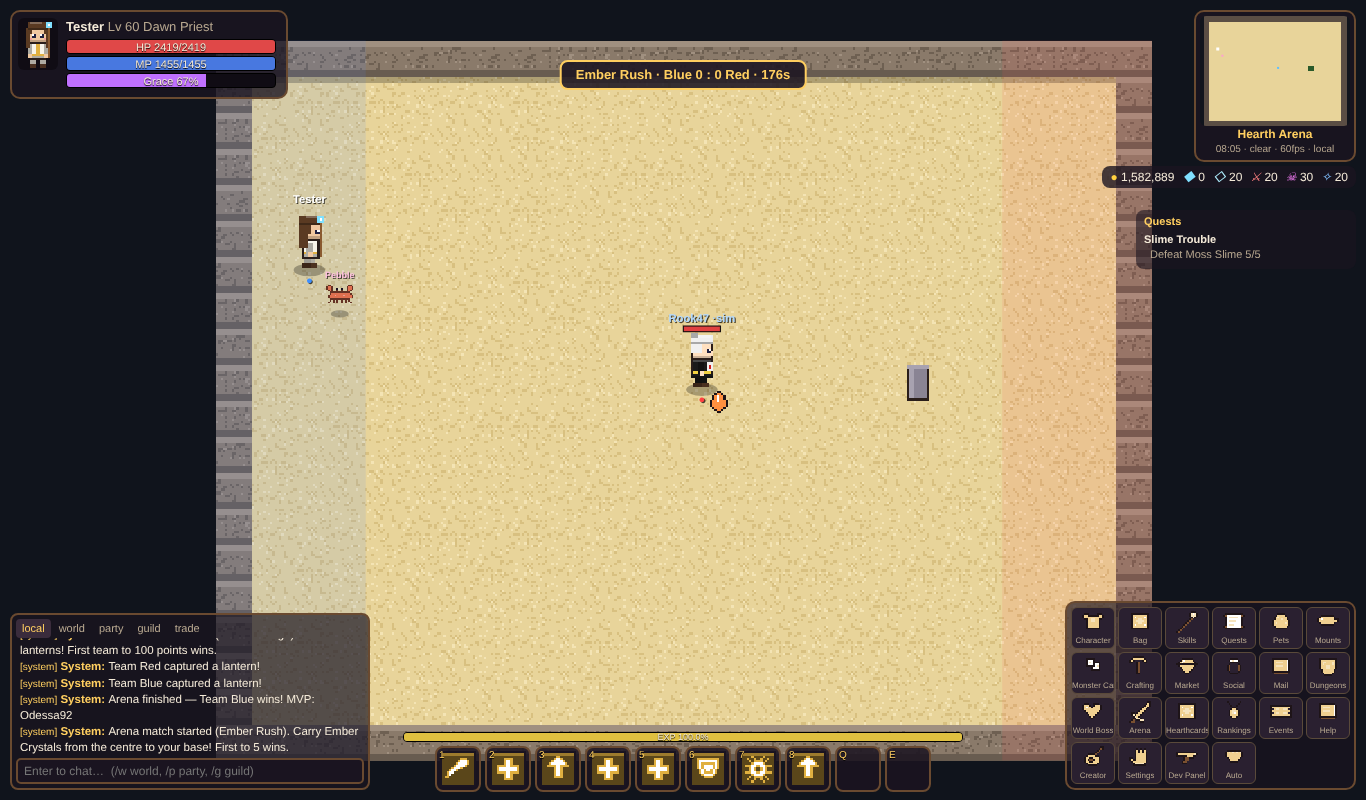 Tester Lv 60 Dawn Priest
HP 2419/2419
MP 1455/1455
Grace 67%
Ember Rush · Blue 0 : 0 Red · 176s
Hearth Arena
08:05 · clear · 60fps · local
1,582,889 0 20 20 30 20
Quests
Slime Trouble
Defeat Moss Slime 5/5
Tester
Pebble
Rook47 ·sim
local world party guild trade
lanterns! First team to 100 points wins.
[system] System: Team Red captured a lantern!
[system] System: Team Blue captured a lantern!
[system] System: Arena finished — Team Blue wins! MVP:
Odessa92
[system] System: Arena match started (Ember Rush). Carry Ember
Crystals from the centre to your base! First to 5 wins.
Enter to chat… (/w world, /p party, /g guild)
EXP 100.0%
1 2 3 4 5 6 7 8 Q E
Character Bag Skills Quests Pets Mounts
Monster Ca Crafting Market Social Mail Dungeons
World Boss Arena Hearthcards Rankings Events Help
Creator Settings Dev Panel Auto